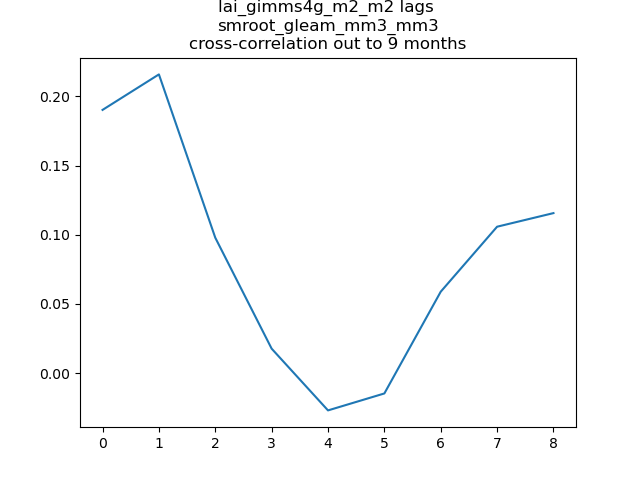 lai_gimms4g_m2_m2 lags
smroot_gleam_mm3_mm3
cross-correlation out to 9 months
0.20
0.15
0.10
0.05
0.00
0 1 2 3 4 5 6 7 8